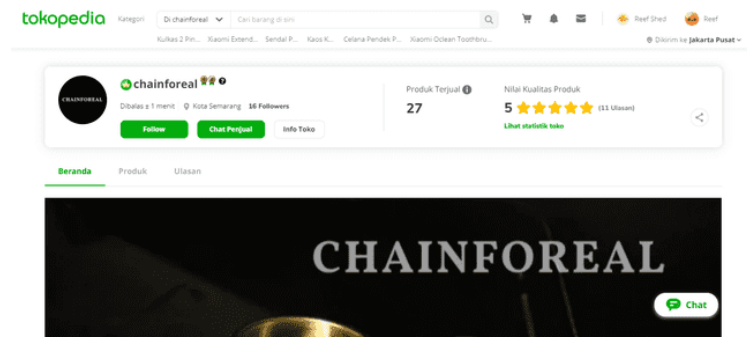 tokopedia Kategori Di chainforeal Cari barang di sini Reef Shed Reef
Kulkas 2 Pin... Xiaomi Extend... Sendal P... Kaos K... Celana Pendek P... Xiaomi Oclean Toothbru... Dikirim ke Jakarta Pusat
CHAINFOREAL
chainforeal
Dibalas ± 1 menit Kota Semarang 16 Followers
Follow Chat Penjual Info Toko
Produk Terjual
27
Nilai Kualitas Produk
5 (11 Ulasan)
Lihat statistik toko
Beranda Produk Ulasan
CHAINFOREAL
Chat